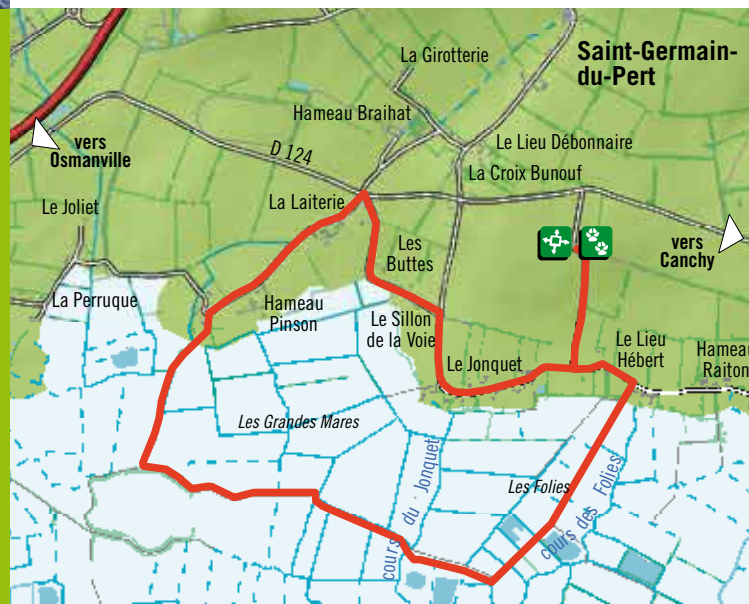 Saint-Germain-
du-Pert
La Girotterie
Hameau Braihat
vers
Osmanville
D 124
Le Lieu Débonnaire
La Croix Bunouf
La Laiterie
Le Joliet
Les
Buttes
vers
Canchy
La Perruque
Hameau
Pinson
Le Sillon
de la Voie
Le Jonquet
Le Lieu
Hébert
Hameau
Raiton
Les Grandes Mares
cours du Jonquet
Les Folies
cours des Folies